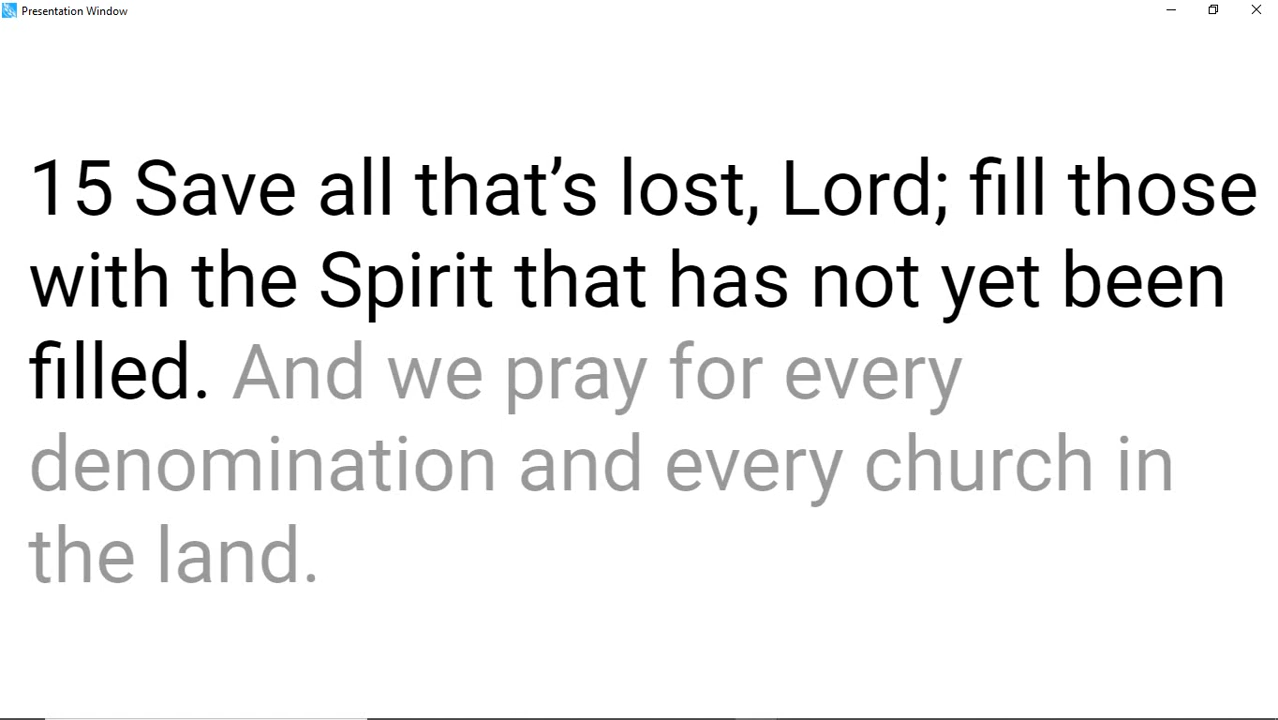 Presentation Window
15 Save all that’s lost, Lord; fill those
with the Spirit that has not yet been
filled. And we pray for every
denomination and every church in
the land.